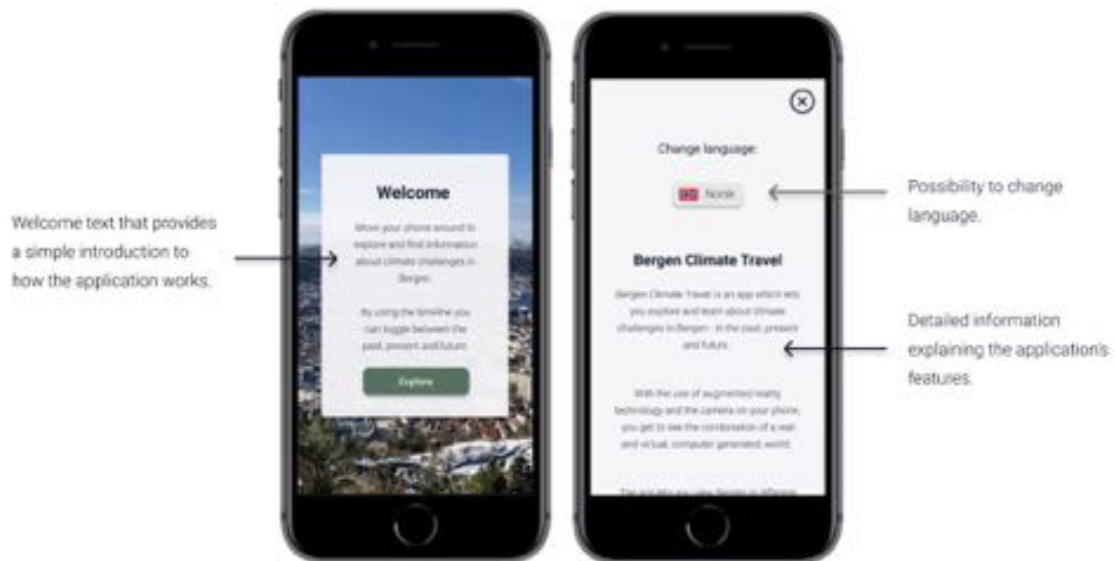 Welcome text that provides
a simple introduction to
how the application works.
Welcome
Move your phone around to
explore and find information
about climate challenges in
Bergen.
By using the timeline you
can toggle between the
past, present and future.
Explore
Change language:
Norsk
Bergen Climate Travel
Bergen Climate Travel is an app which lets
you explore and learn about climate
challenges in Bergen - in the past, present
and future.
With the use of augmented reality
technology and the camera on your phone,
you get to see the combination of a real
and virtual, computer generated, world.
Possibility to change
language.
Detailed information
explaining the application's
features.